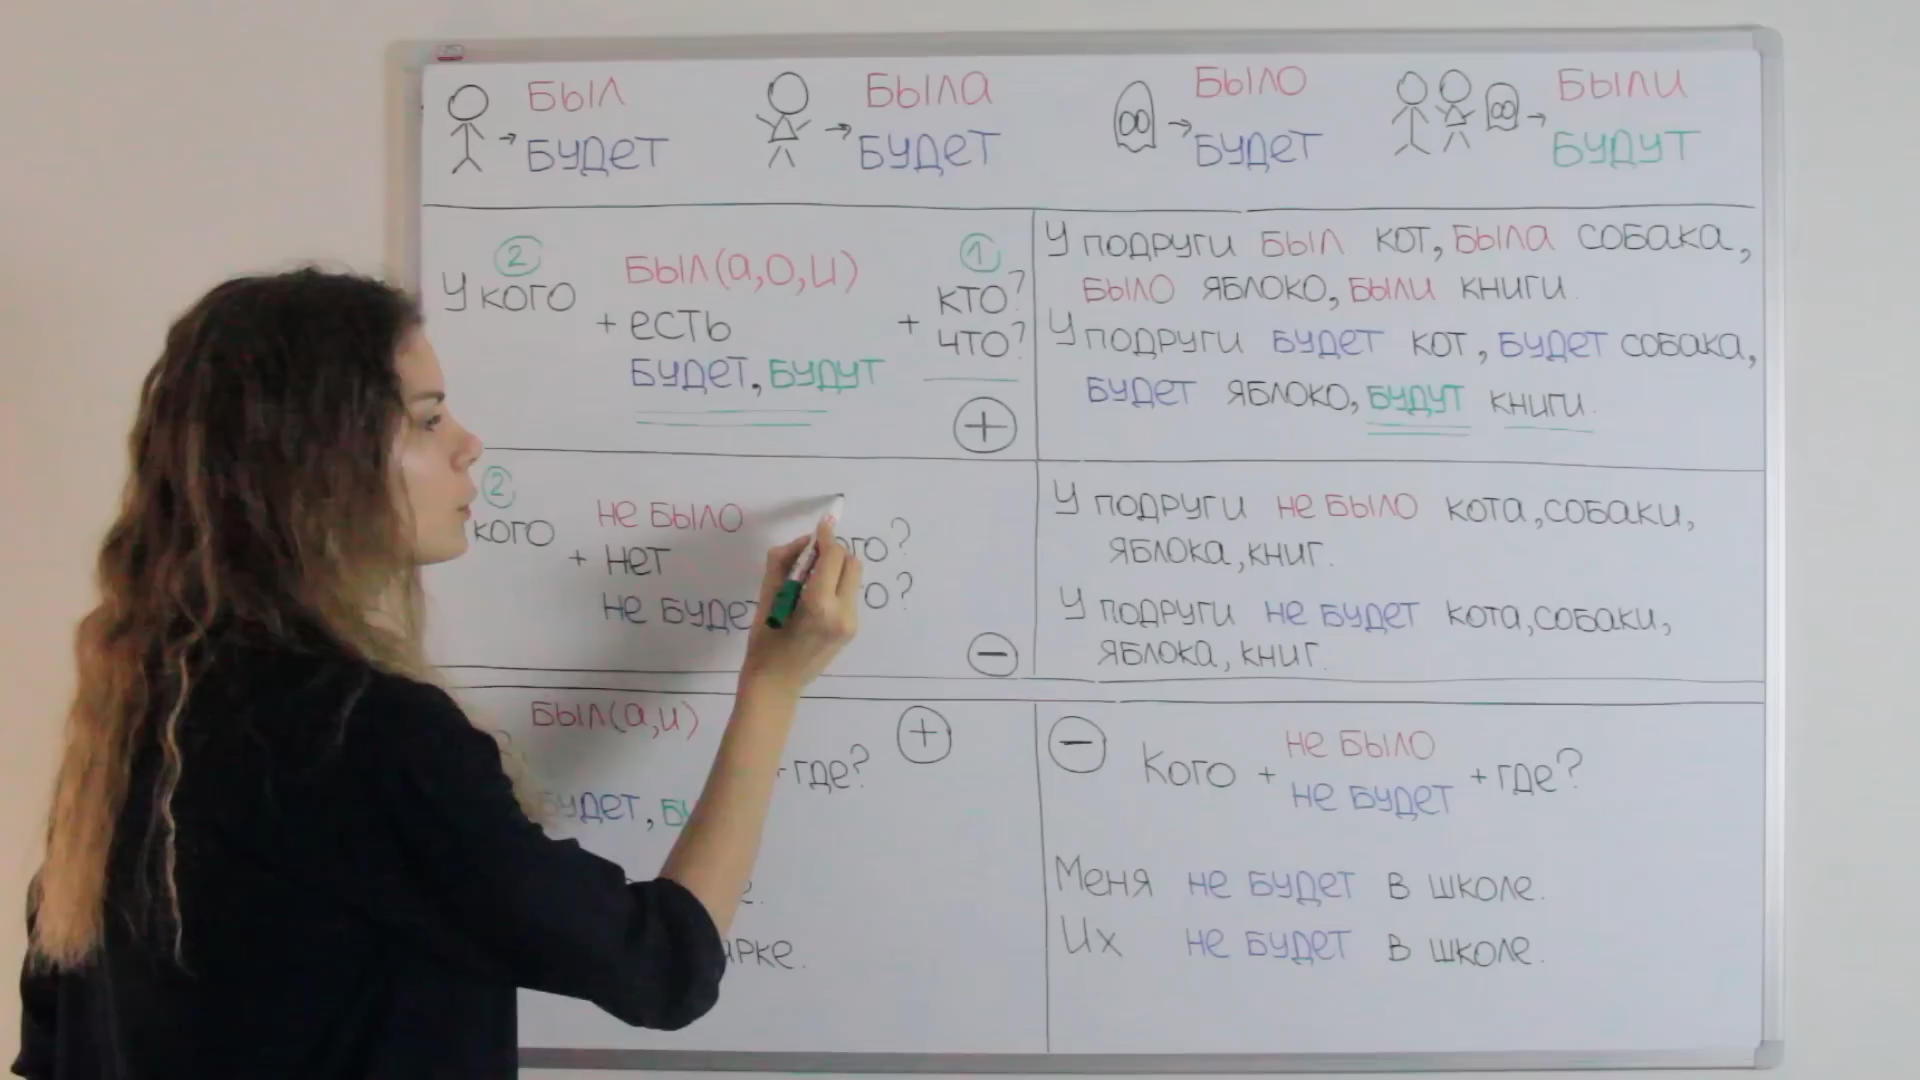 был была было были
→ будет → будет → будет → будут
2 был(а,о,и) 1
У кого + есть + кто?
будет, будут что?
+
У подруги был кот, была собака,
было яблоко, были книги.
У подруги будет кот, будет собака,
будет яблоко, будут книги.
2 не было
кого + нет
не будет
−
У подруги не было кота, собаки,
яблока, книг.
У подруги не будет кота, собаки,
яблока, книг.
был(а,и) +
+ где?
будет,
− не было
Кого + + где?
не будет
Меня не будет в школе.
Их не будет в школе.